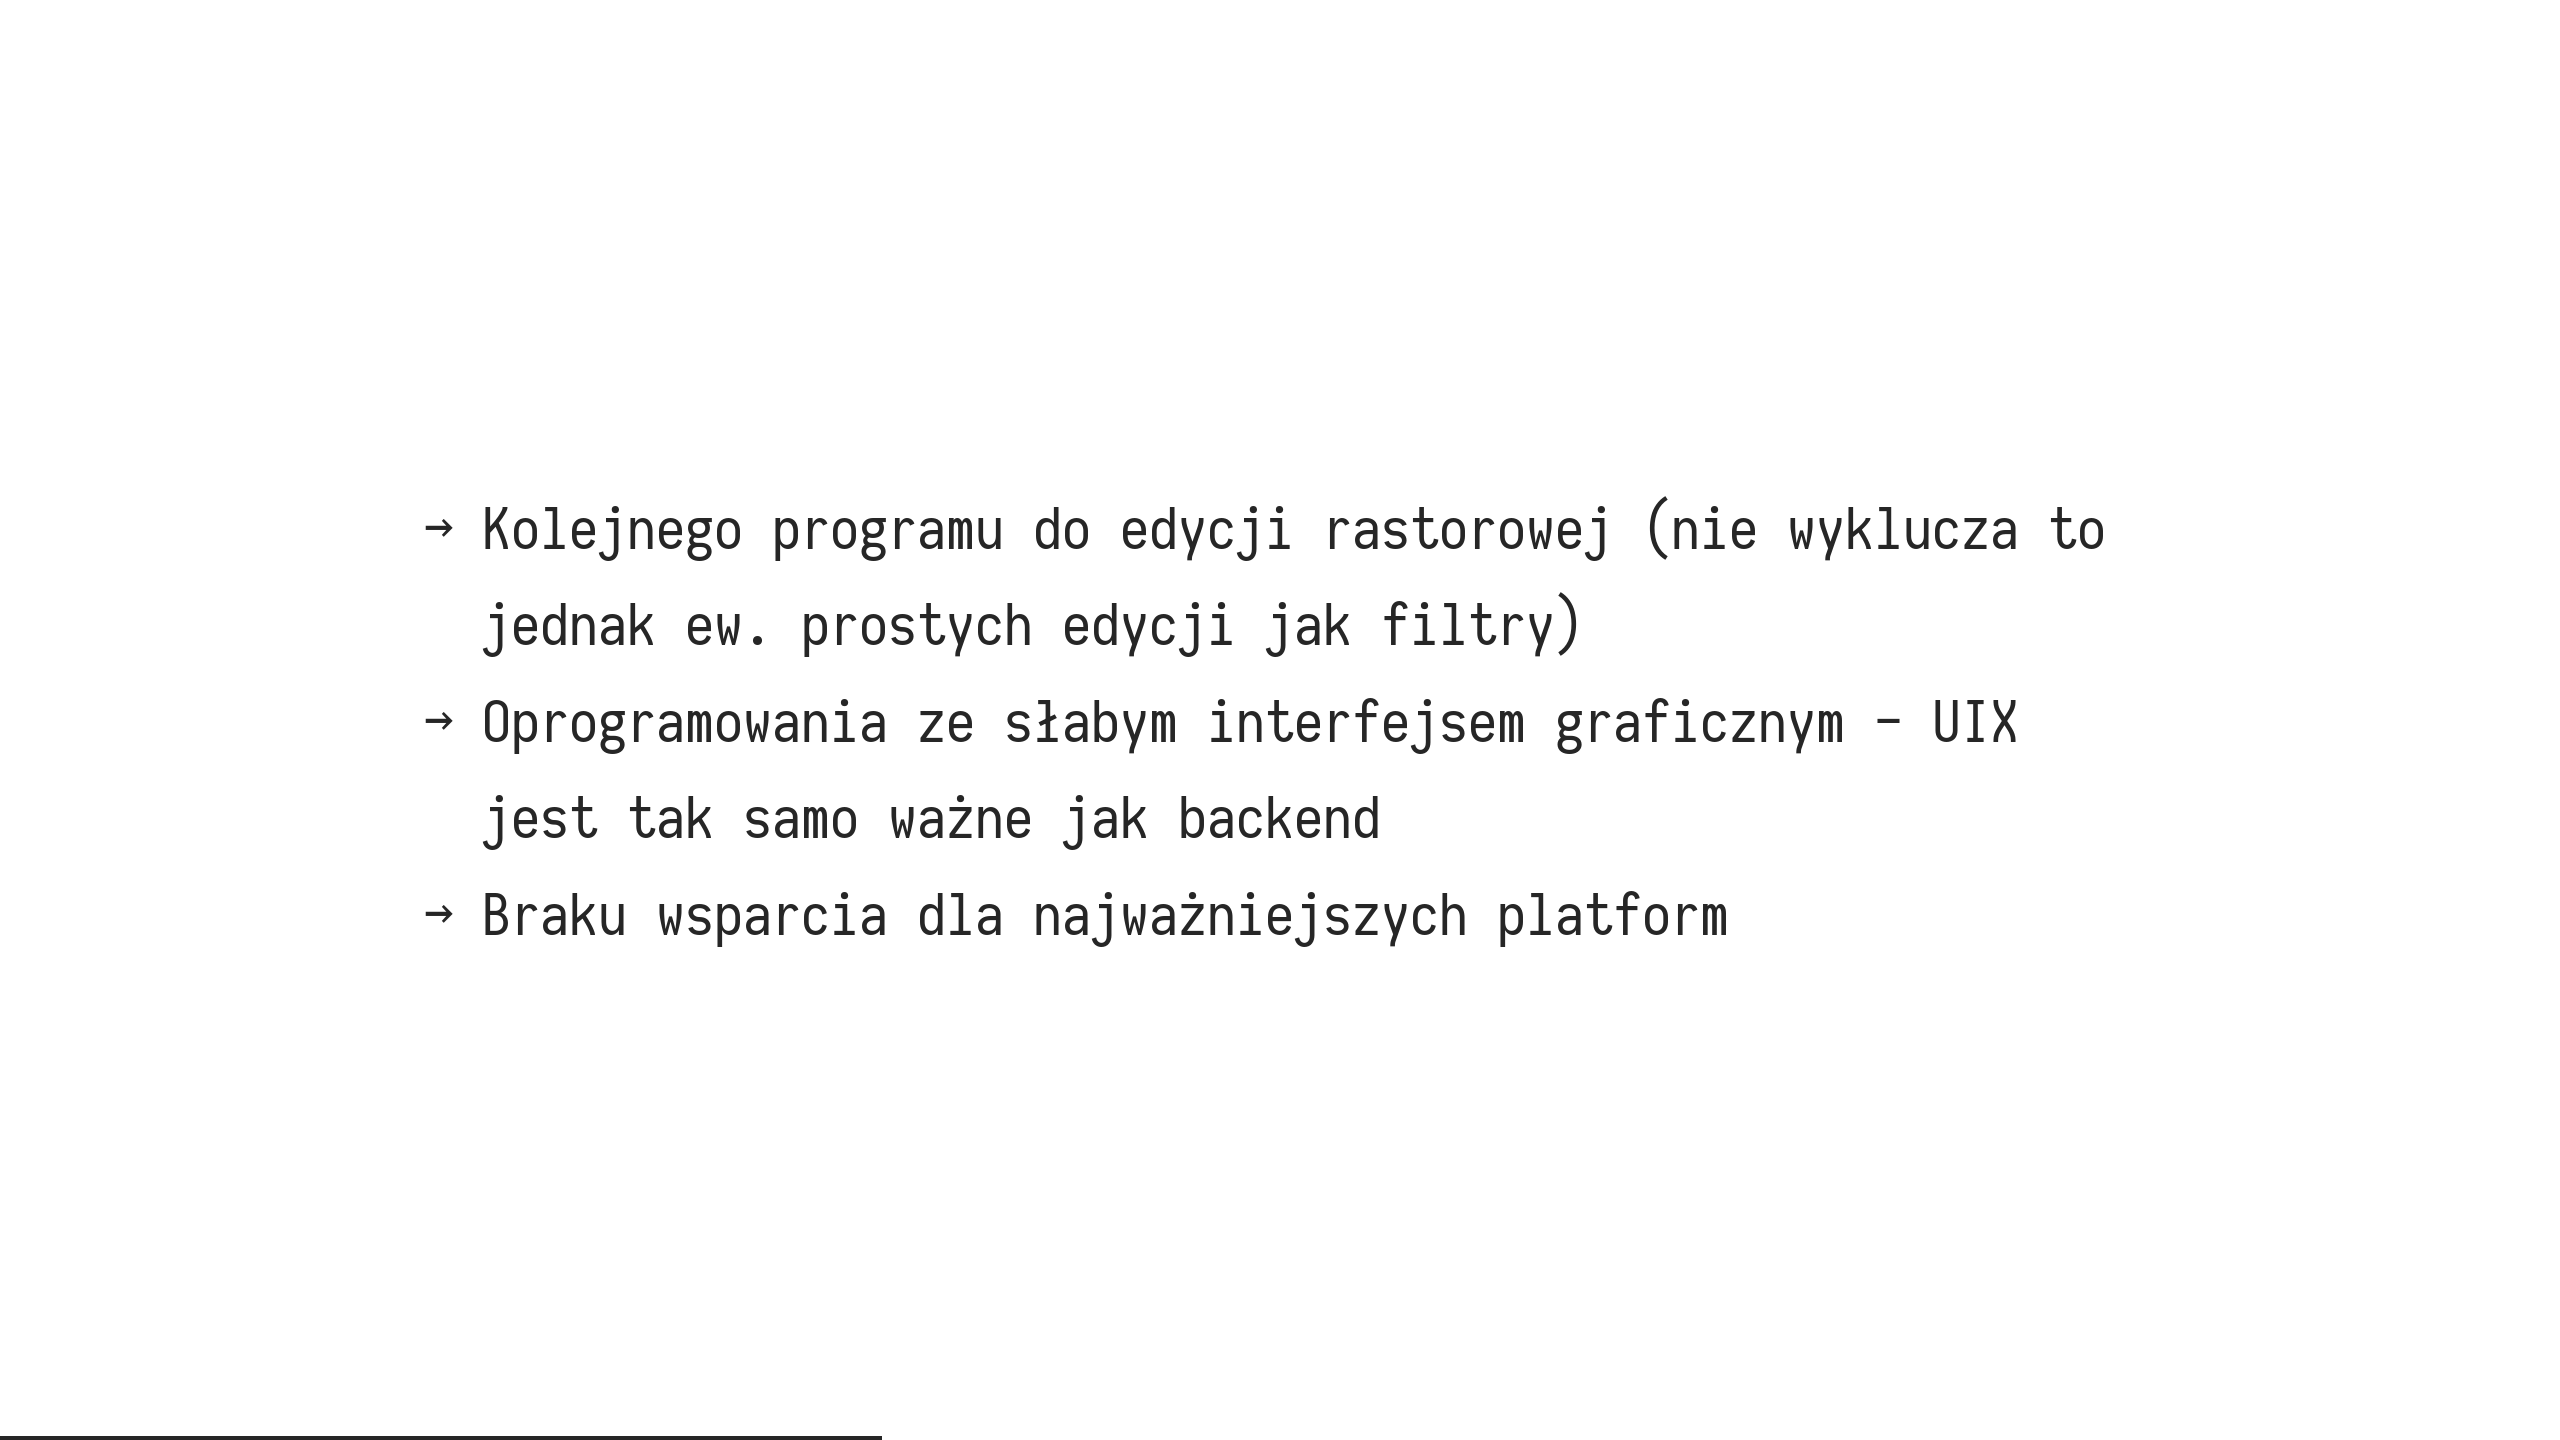 → Kolejnego programu do edycji rastorowej (nie wyklucza to
jednak ew. prostych edycji jak filtry)
→ Oprogramowania ze słabym interfejsem graficznym – UIX
jest tak samo ważne jak backend
→ Braku wsparcia dla najważniejszych platform